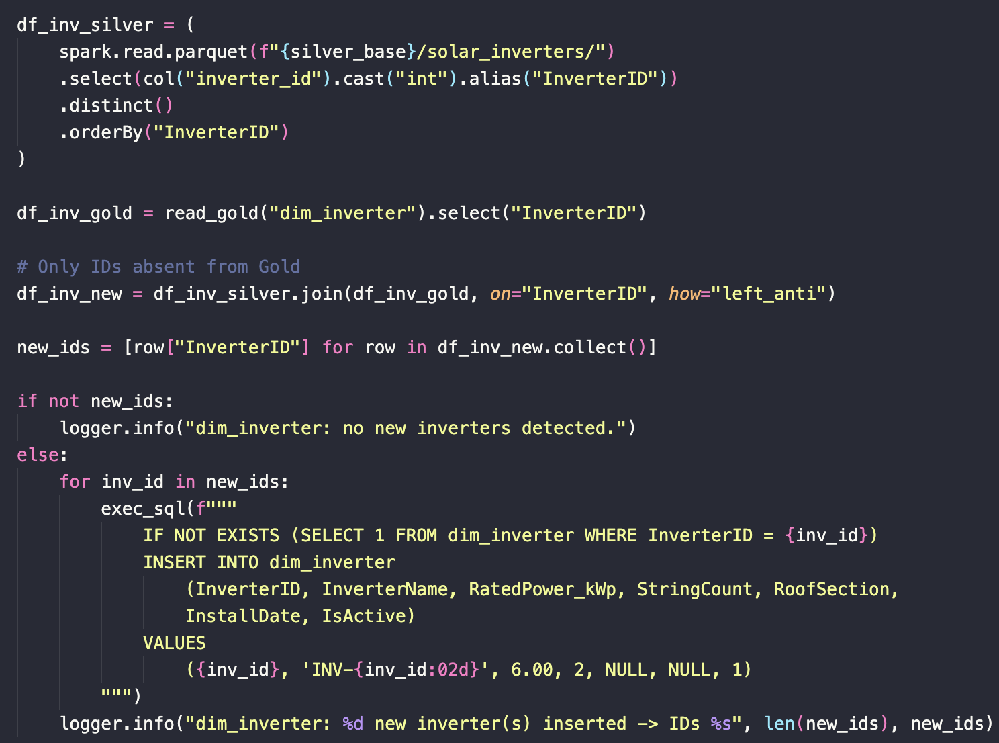 df_inv_silver = (
    spark.read.parquet(f"{silver_base}/solar_inverters/")
    .select(col("inverter_id").cast("int").alias("InverterID"))
    .distinct()
    .orderBy("InverterID")
)

df_inv_gold = read_gold("dim_inverter").select("InverterID")

# Only IDs absent from Gold
df_inv_new = df_inv_silver.join(df_inv_gold, on="InverterID", how="left_anti")

new_ids = [row["InverterID"] for row in df_inv_new.collect()]

if not new_ids:
    logger.info("dim_inverter: no new inverters detected.")
else:
    for inv_id in new_ids:
        exec_sql(f"""
            IF NOT EXISTS (SELECT 1 FROM dim_inverter WHERE InverterID = {inv_id})
            INSERT INTO dim_inverter
                (InverterID, InverterName, RatedPower_kWp, StringCount, RoofSection,
                InstallDate, IsActive)
            VALUES
                ({inv_id}, 'INV-{inv_id:02d}', 6.00, 2, NULL, NULL, 1)
        """)
    logger.info("dim_inverter: %d new inverter(s) inserted -> IDs %s", len(new_ids), new_ids)